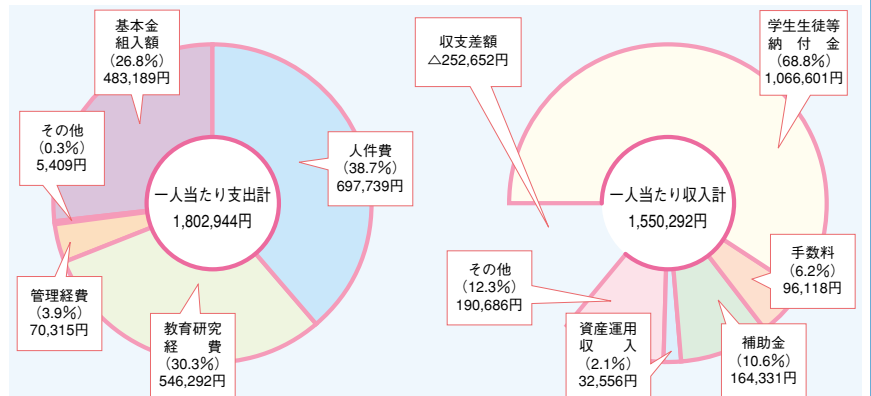 基本金
組入額
(26.8%)
483,189円
その他
(0.3%)
5,409円
管理経費
(3.9%)
70,315円
教育研究
経　費
(30.3%)
546,292円
人件費
(38.7%)
697,739円
一人当たり支出計
1,802,944円
収支差額
△252,652円
学生生徒等
納　付　金
(68.8%)
1,066,601円
一人当たり収入計
1,550,292円
手数料
(6.2%)
96,118円
補助金
(10.6%)
164,331円
資産運用
収　入
(2.1%)
32,556円
その他
(12.3%)
190,686円